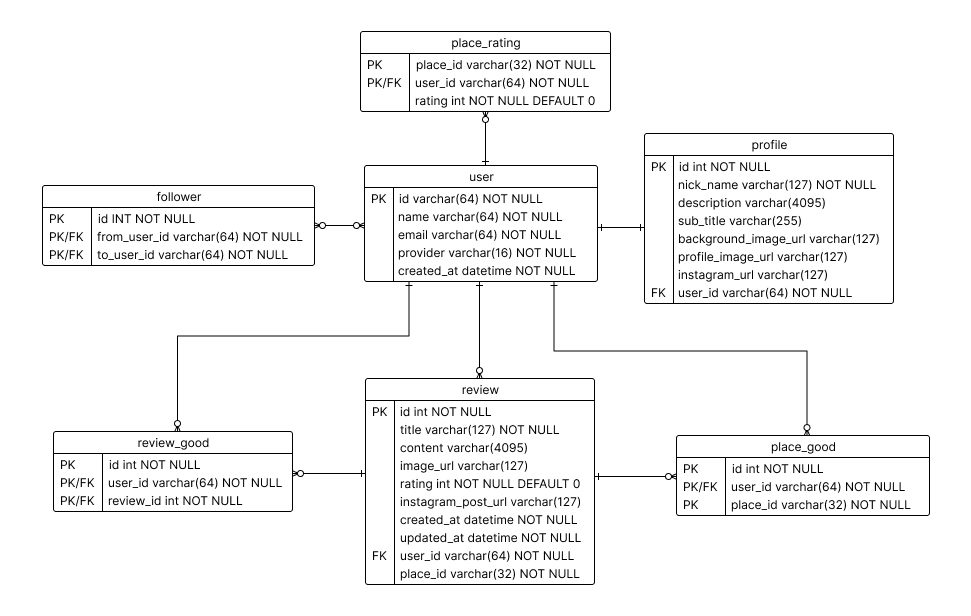 place_rating
PK place_id varchar(32) NOT NULL
PK/FK user_id varchar(64) NOT NULL
rating int NOT NULL DEFAULT 0
profile
PK id int NOT NULL
nick_name varchar(127) NOT NULL
description varchar(4095)
sub_title varchar(255)
background_image_url varchar(127)
profile_image_url varchar(127)
instagram_url varchar(127)
FK user_id varchar(64) NOT NULL
user
PK id varchar(64) NOT NULL
name varchar(64) NOT NULL
email varchar(64) NOT NULL
provider varchar(16) NOT NULL
created_at datetime NOT NULL
follower
PK id INT NOT NULL
PK/FK from_user_id varchar(64) NOT NULL
PK/FK to_user_id varchar(64) NOT NULL
review
PK id int NOT NULL
title varchar(127) NOT NULL
content varchar(4095)
image_url varchar(127)
rating int NOT NULL DEFAULT 0
instagram_post_url varchar(127)
created_at datetime NOT NULL
updated_at datetime NOT NULL
FK user_id varchar(64) NOT NULL
place_id varchar(32) NOT NULL
review_good
PK id int NOT NULL
PK/FK user_id varchar(64) NOT NULL
PK/FK review_id int NOT NULL
place_good
PK id int NOT NULL
PK/FK user_id varchar(64) NOT NULL
PK place_id varchar(32) NOT NULL